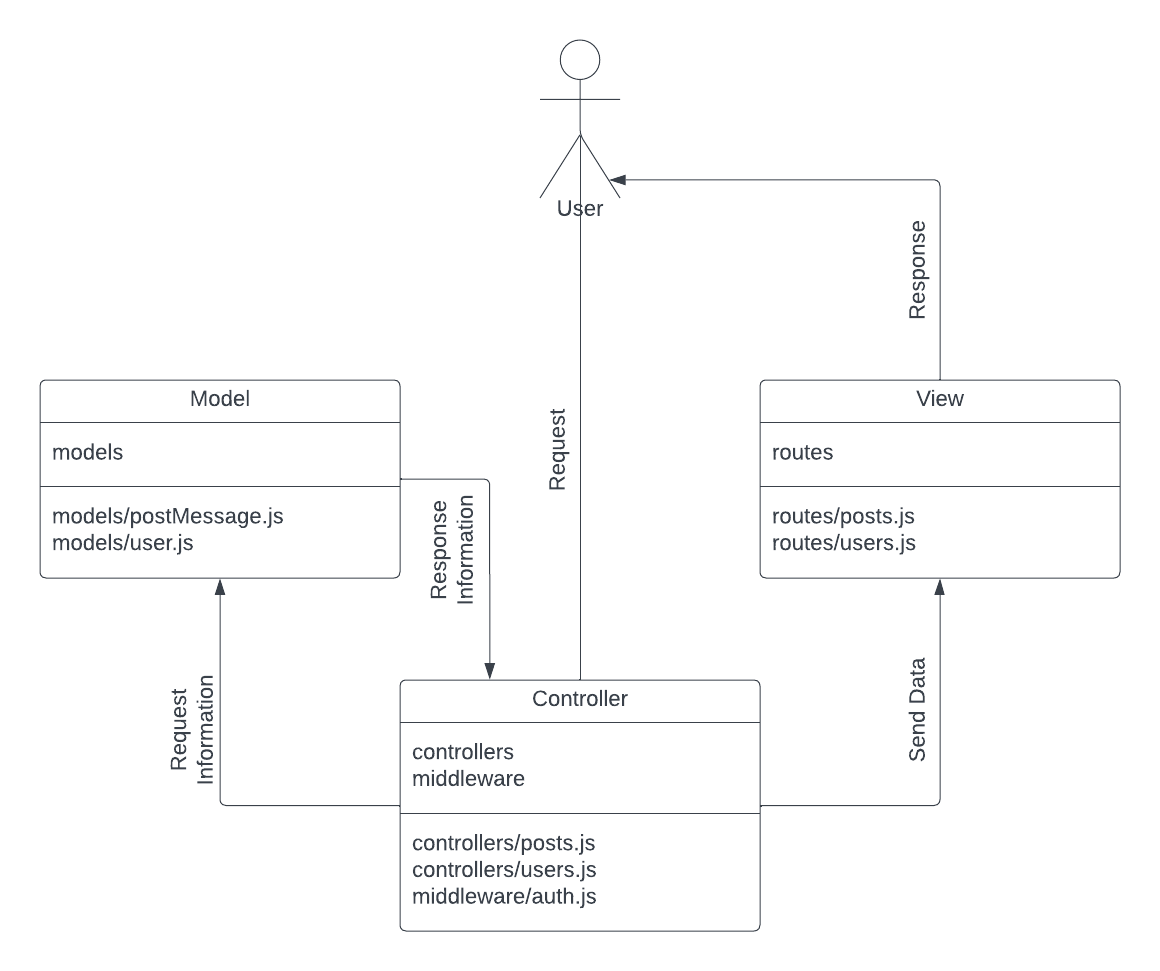 User
Response
Request
Model
models
models/postMessage.js
models/user.js
Response
Information
View
routes
routes/posts.js
routes/users.js
Request
Information
Send Data
Controller
controllers
middleware
controllers/posts.js
controllers/users.js
middleware/auth.js